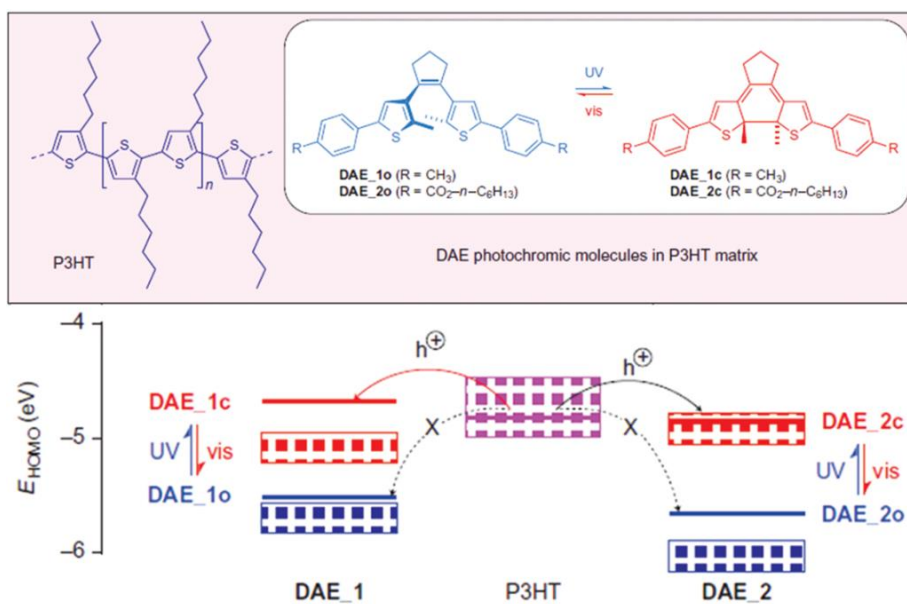 UV
vis
S
S
R
R
S
S
R
R
S
S
S
S
n
DAE_1o (R = CH₃)
DAE_2o (R = CO₂–n–C₆H₁₃)
DAE_1c (R = CH₃)
DAE_2c (R = CO₂–n–C₆H₁₃)
P3HT
DAE photochromic molecules in P3HT matrix
–4
–5
–6
E_HOMO (eV)
h⊕
h⊕
DAE_1c
UV
vis
DAE_1o
X
X
DAE_2c
UV
vis
DAE_2o
DAE_1
P3HT
DAE_2